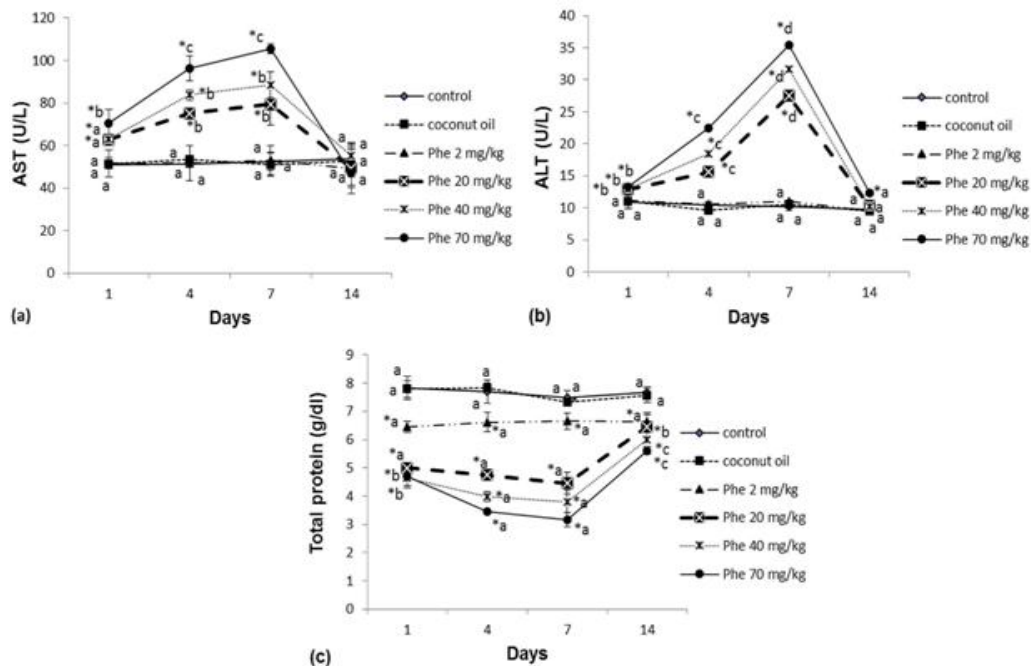 (a)
120
100
80
60
40
20
0
AST (U/L)
*c
*c
*b
*b
*b
*b
*b
*a
*a
a
a
a
a
a
a
a
a
a
a
a
a
1
4
7
14
Days
control
coconut oil
Phe 2 mg/kg
Phe 20 mg/kg
Phe 40 mg/kg
Phe 70 mg/kg
(b)
40
35
30
25
20
15
10
5
0
ALT (U/L)
*d
*d
*d
*c
*c
*c
*b
*b
*b
*a
a
a
a
a
a
a
a
a
a
a
a
a
1
4
7
14
Days
control
coconut oil
Phe 2 mg/kg
Phe 20 mg/kg
Phe 40 mg/kg
Phe 70 mg/kg
(c)
9
8
7
6
5
4
3
2
1
0
Total protein (g/dl)
a
a
a
a
a
a
a
a
*a
*a
*a
*a
*a
*a
*a
*b
*b
*a
*a
*a
*a
*b
*c
*c
1
4
7
14
Days
control
coconut oil
Phe 2 mg/kg
Phe 20 mg/kg
Phe 40 mg/kg
Phe 70 mg/kg